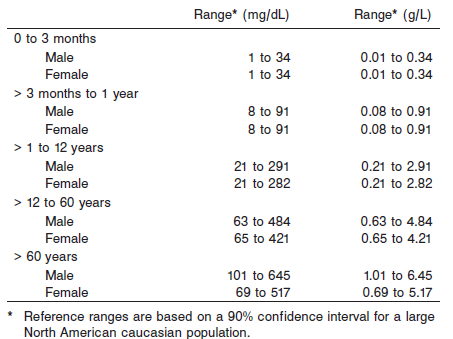 Range* (mg/dL) Range* (g/L)
0 to 3 months
Male 1 to 34 0.01 to 0.34
Female 1 to 34 0.01 to 0.34
> 3 months to 1 year
Male 8 to 91 0.08 to 0.91
Female 8 to 91 0.08 to 0.91
> 1 to 12 years
Male 21 to 291 0.21 to 2.91
Female 21 to 282 0.21 to 2.82
> 12 to 60 years
Male 63 to 484 0.63 to 4.84
Female 65 to 421 0.65 to 4.21
> 60 years
Male 101 to 645 1.01 to 6.45
Female 69 to 517 0.69 to 5.17
* Reference ranges are based on a 90% confidence interval for a large
North American caucasian population.